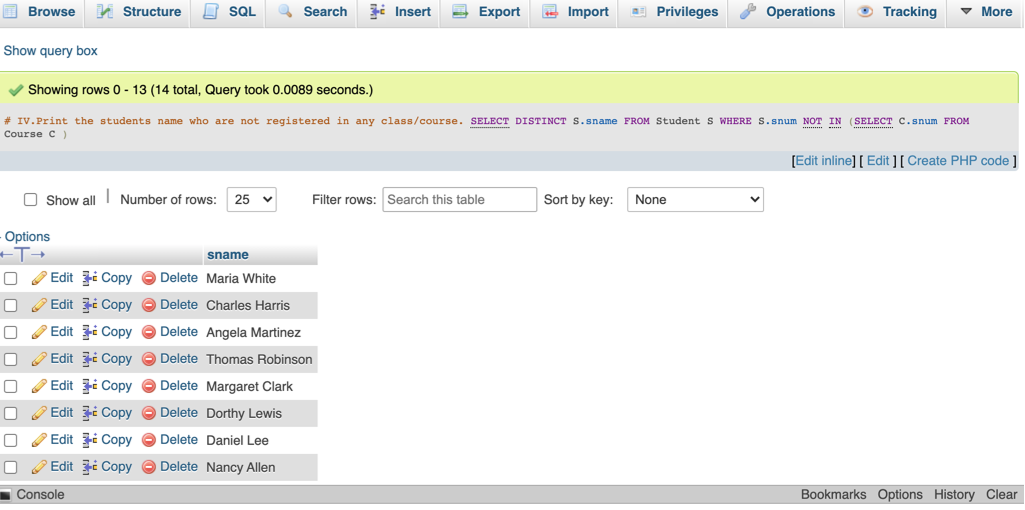 Browse Structure SQL Search Insert Export Import Privileges Operations Tracking More
Show query box
Showing rows 0 - 13 (14 total, Query took 0.0089 seconds.)
# IV.Print the students name who are not registered in any class/course. SELECT DISTINCT S.sname FROM Student S WHERE S.snum NOT IN (SELECT C.snum FROM
Course C )
[Edit inline] [ Edit ] [ Create PHP code ]
Show all | Number of rows: 25 Filter rows: Search this table Sort by key: None
- Options
←T→ sname
Edit Copy Delete Maria White
Edit Copy Delete Charles Harris
Edit Copy Delete Angela Martinez
Edit Copy Delete Thomas Robinson
Edit Copy Delete Margaret Clark
Edit Copy Delete Dorthy Lewis
Edit Copy Delete Daniel Lee
Edit Copy Delete Nancy Allen
Console Bookmarks Options History Clear